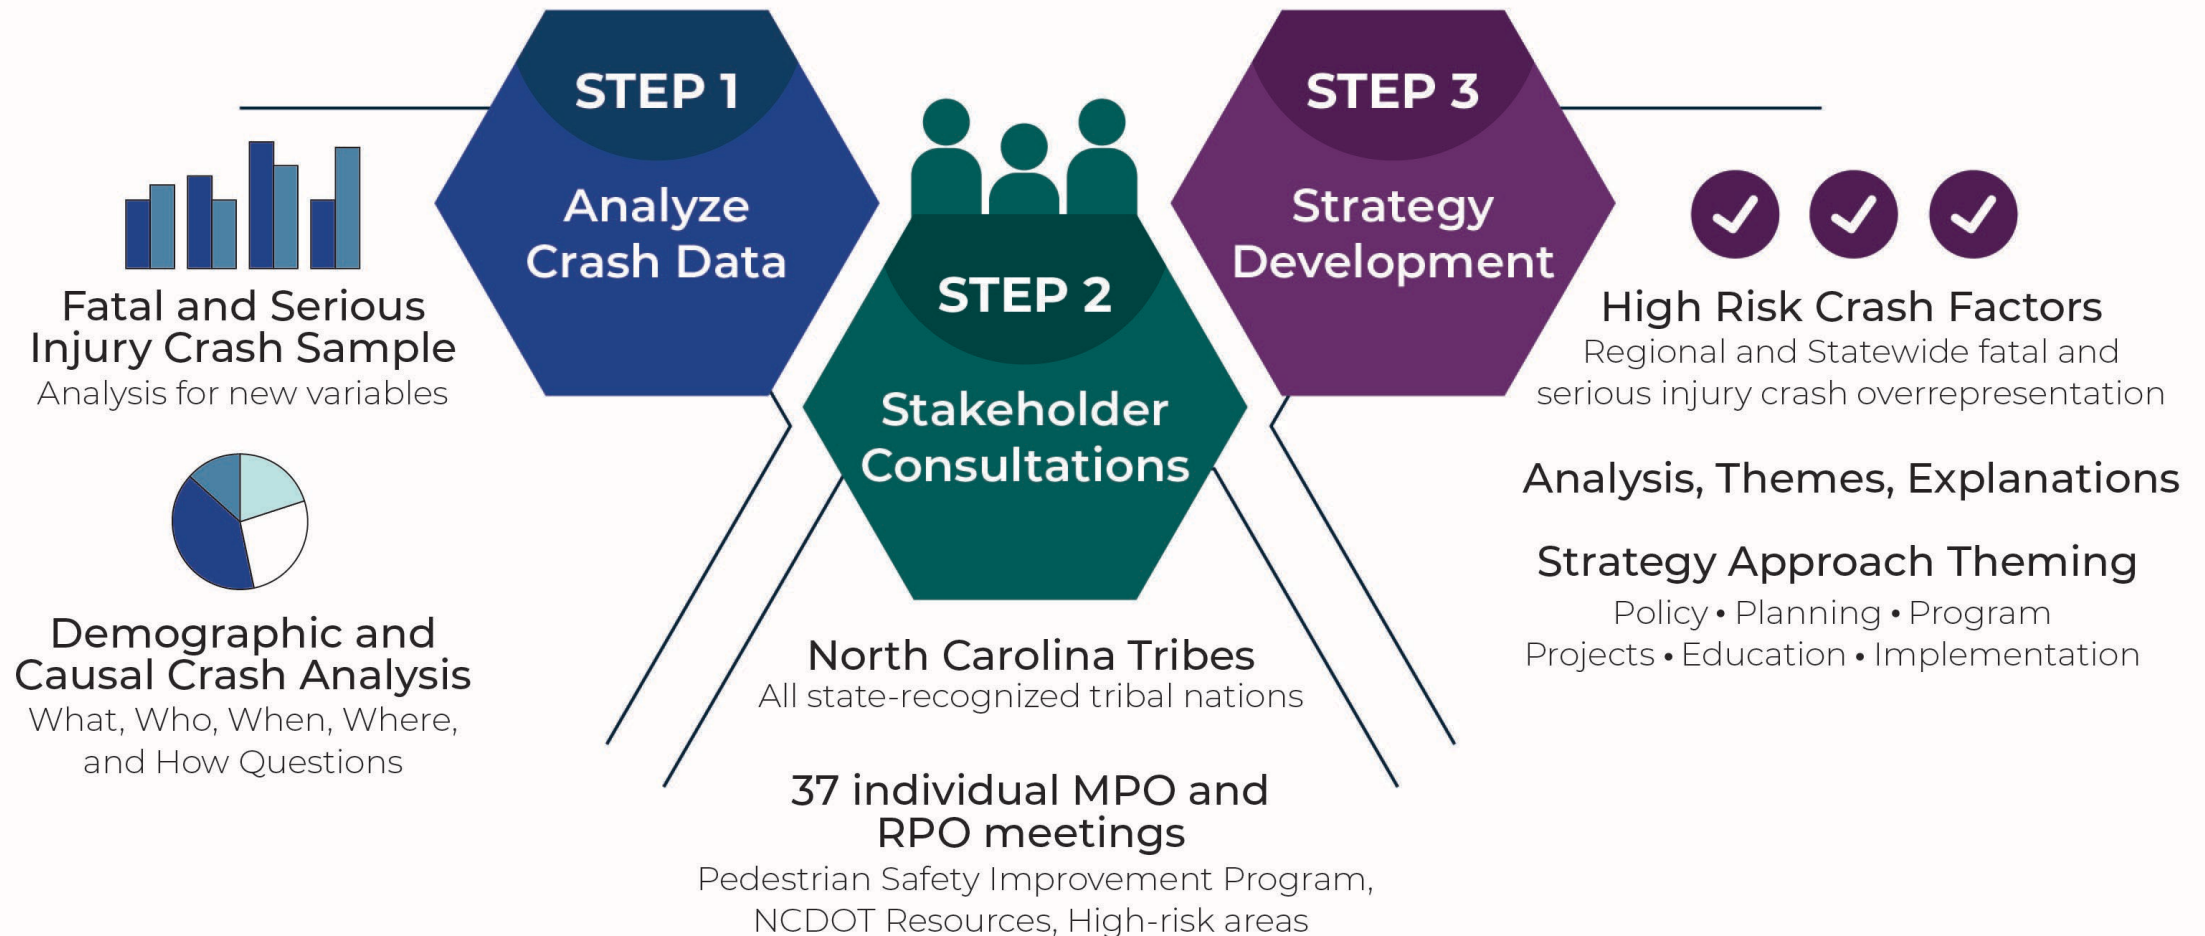 STEP 1
Analyze
Crash Data
Fatal and Serious
Injury Crash Sample
Analysis for new variables
Demographic and
Causal Crash Analysis
What, Who, When, Where,
and How Questions
STEP 2
Stakeholder
Consultations
North Carolina Tribes
All state-recognized tribal nations
37 individual MPO and
RPO meetings
Pedestrian Safety Improvement Program,
NCDOT Resources, High-risk areas
STEP 3
Strategy
Development
High Risk Crash Factors
Regional and Statewide fatal and
serious injury crash overrepresentation
Analysis, Themes, Explanations
Strategy Approach Theming
Policy • Planning • Program
Projects • Education • Implementation